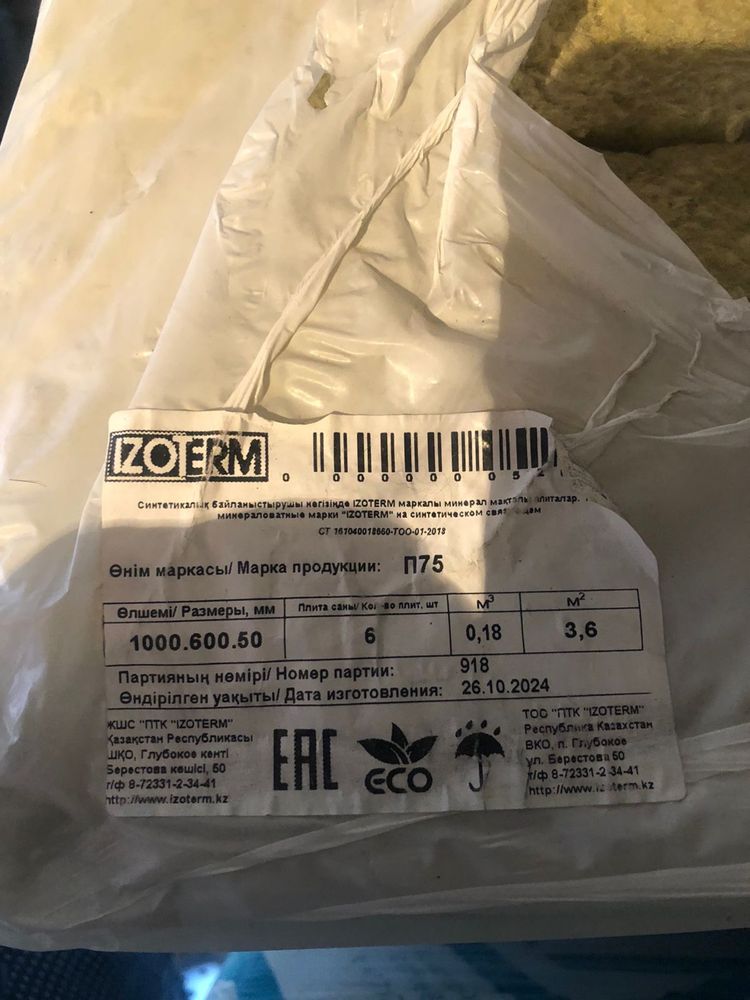 IZOTERM
0 000000 052
Синтетикалық байланыстырушы негізінде IZOTERM маркалы минерал мақталы плиталар.
минераловатные марки "IZOTERM" на синтетическом
СТ 161040018660-ТОО-01-2018
Өнім маркасы/ Марка продукции: П75
Өлшемі/ Размеры, мм Плита саны/ Кол-во плит, шт м³ м²
1000.600.50 6 0,18 3,6
Партияның нөмірі/ Номер партии: 918
Өндірілген уақыты/ Дата изготовления: 26.10.2024
ЖШС "ПТК "IZOTERM"
Қазақстан Республикасы
ШҚО, Глубокое кенті
Берестова көшісі, 50
т/ф 8-72331-2-34-41
http://www.izoterm.kz
EAC
ECO
ТОО "ПТК "IZOTERM"
Республика Казахстан
ВКО, п. Глубокое
ул. Берестова 50
т/ф 8-72331-2-34-41
http://www.izoterm.kz